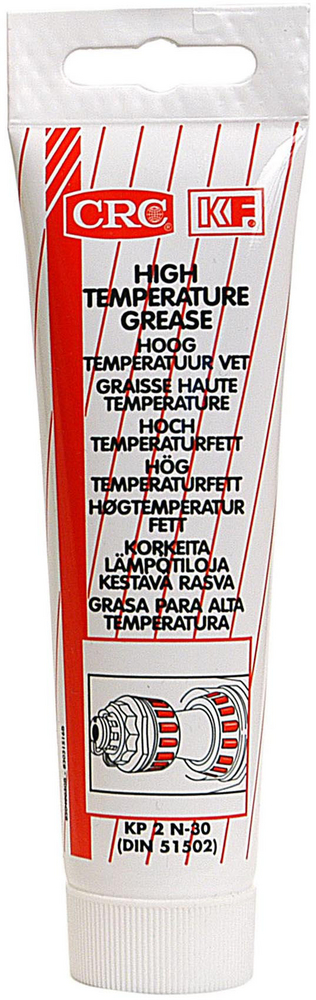 CRC® KF.
HIGH
TEMPERATURE
GREASE
HOOG
TEMPERATUUR VET
GRAISSE HAUTE
TEMPERATURE
HOCH
TEMPERATURFETT
HÖG
TEMPERATURFETT
HØGTEMPERATUR
FETT
KORKEITA
LÄMPÖTILOJA
KESTÄVÄ RASVA
GRASA PARA ALTA
TEMPERATURA
KP 2 N-30
(DIN 51502)